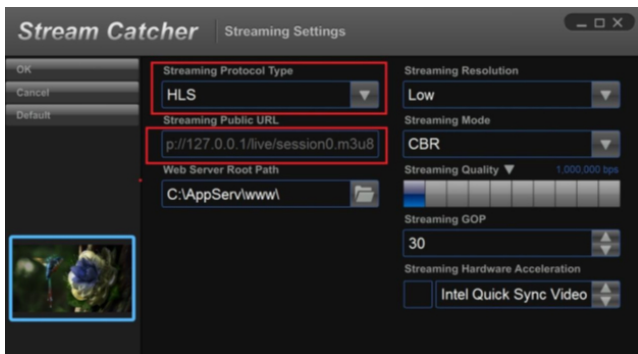 Stream Catcher Streaming Settings
OK
Cancel
Default
Streaming Protocol Type
HLS
Streaming Public URL
p://127.0.0.1/live/session0.m3u8
Web Server Root Path
C:\AppServ\www\
Streaming Resolution
Low
Streaming Mode
CBR
Streaming Quality ▼ 1,000,000 bps
Streaming GOP
30
Streaming Hardware Acceleration
Intel Quick Sync Video